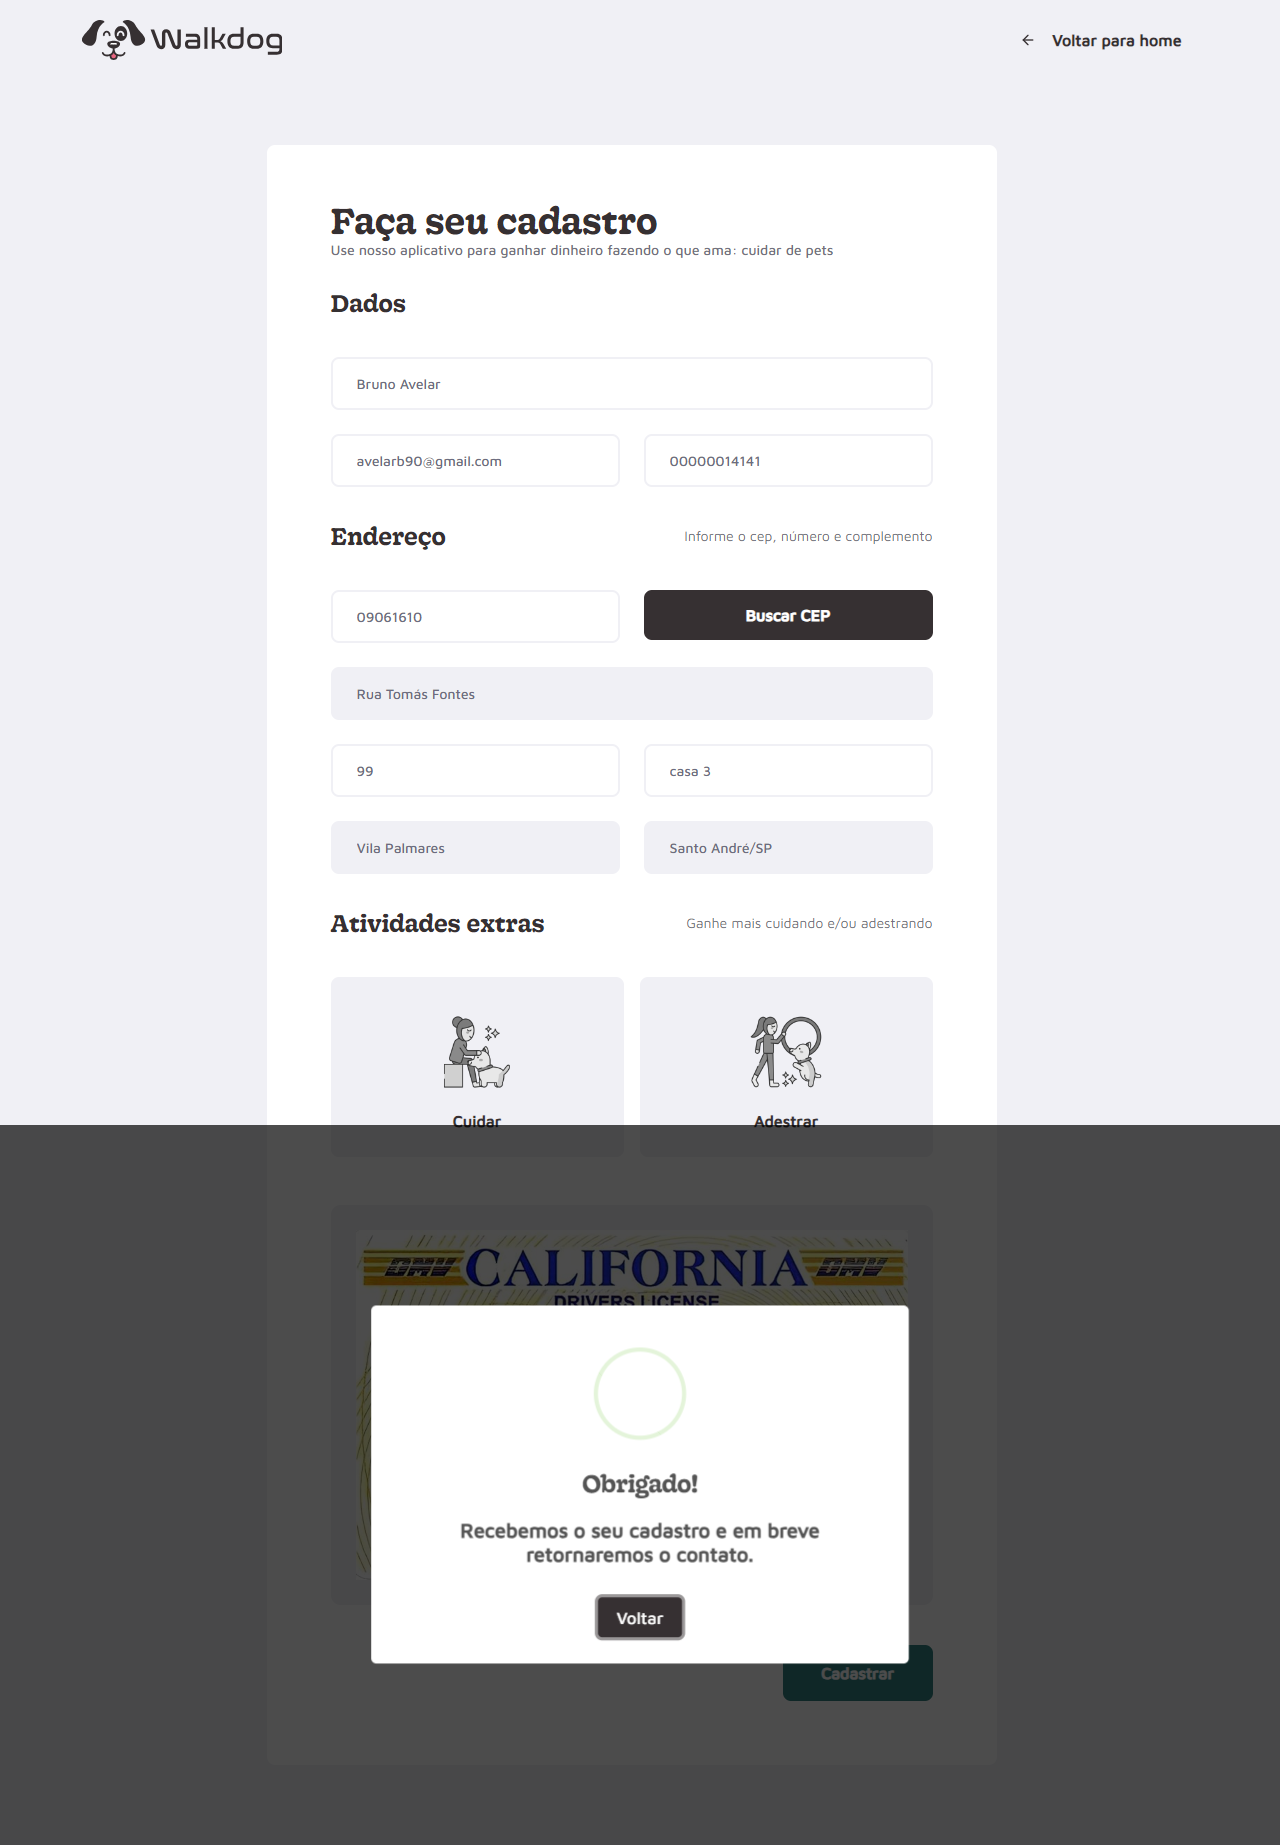 Walkdog
Voltar para home
Faça seu cadastro
Use nosso aplicativo para ganhar dinheiro fazendo o que ama: cuidar de pets
Dados
Bruno Avelar
avelarb90@gmail.com
00000014141
Endereço
Informe o cep, número e complemento
09061610
Buscar CEP
Rua Tomás Fontes
99
casa 3
Vila Palmares
Santo André/SP
Atividades extras
Ganhe mais cuidando e/ou adestrando
Cuidar
Adestrar
DMV CALIFORNIA DMV
DRIVERS LICENSE
Obrigado!
Recebemos o seu cadastro e em breve
retornaremos o contato.
Voltar
Cadastrar